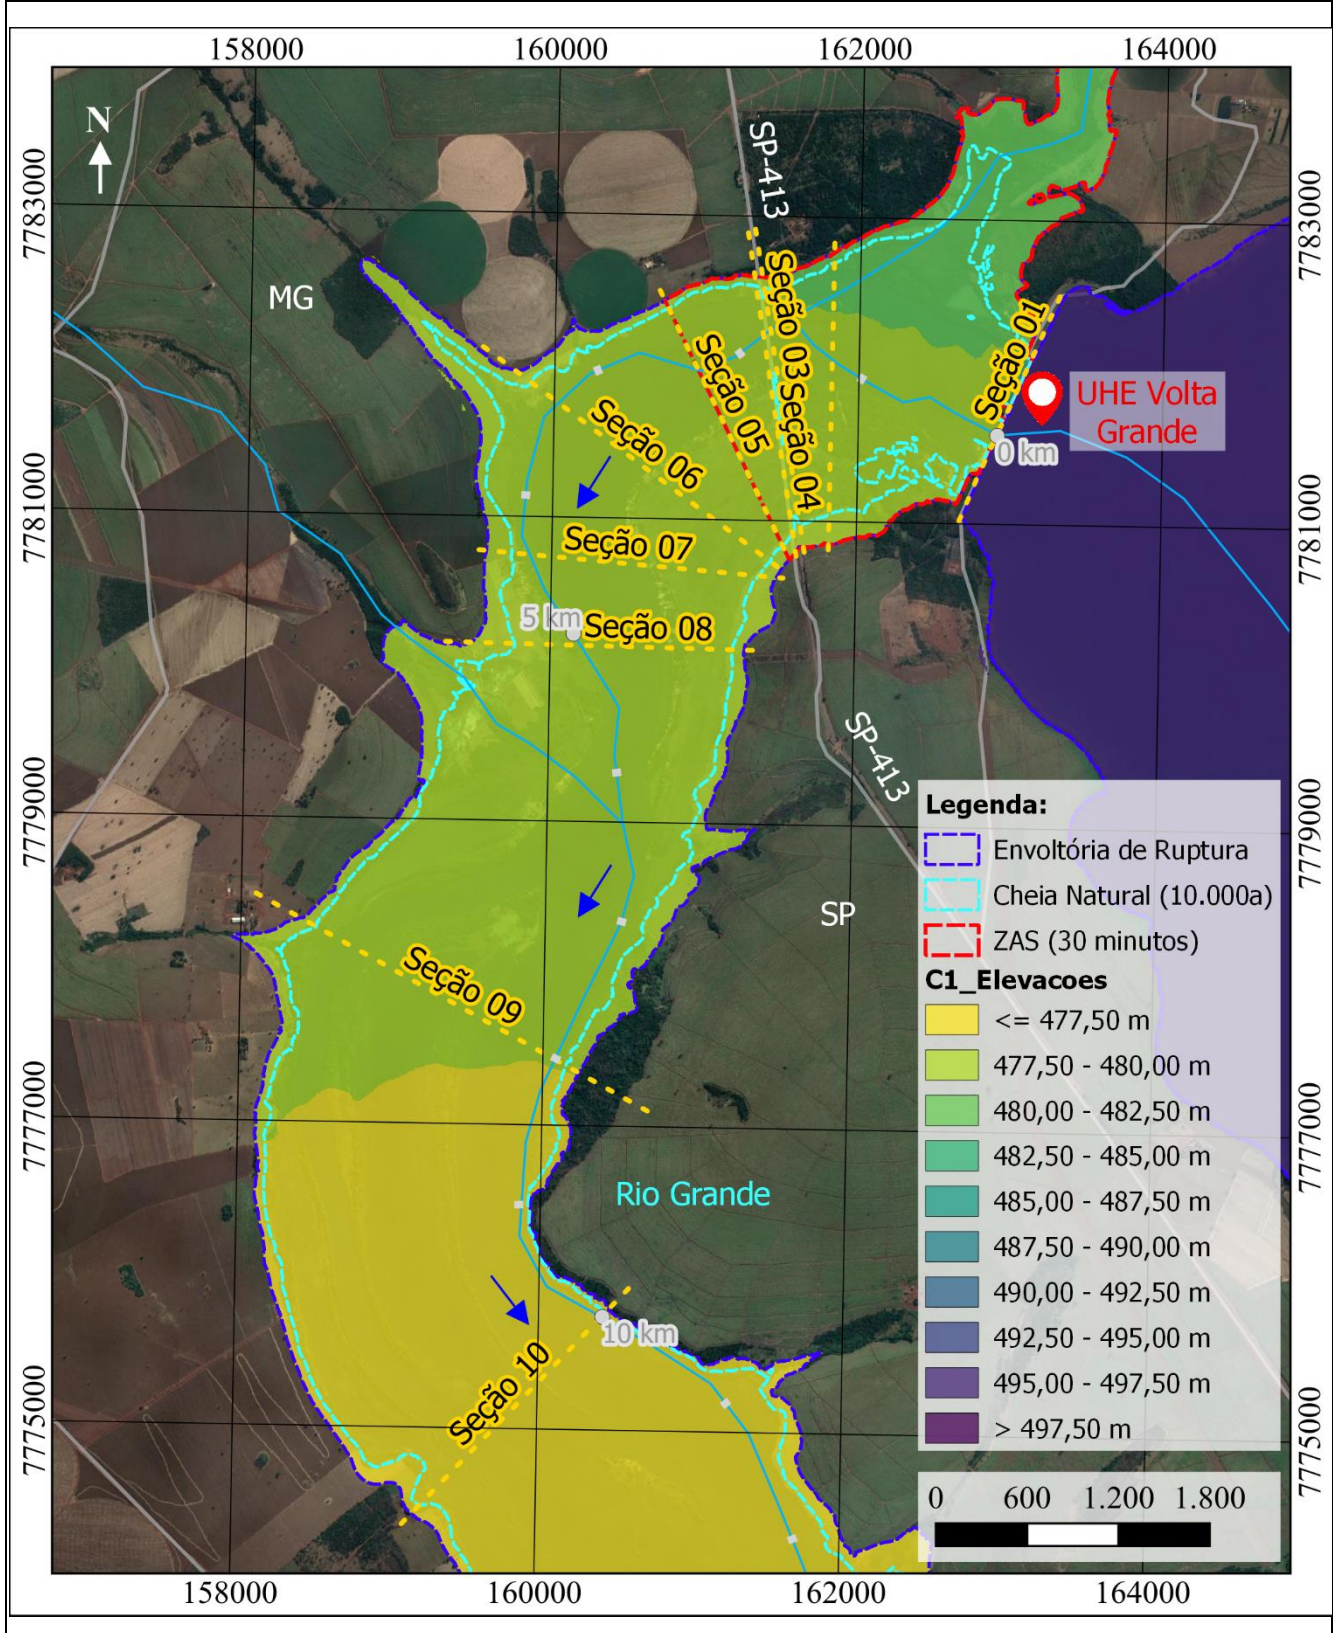 158000
160000
162000
164000
N
SP-413
7783000
7783000
MG
Seção 03
Seção 01
Seção 05
Seção 04
UHE Volta
Grande
Seção 06
0 km
7781000
7781000
Seção 07
5 km
Seção 08
SP-413
7779000
7779000
SP
Seção 09
7777000
7777000
Rio Grande
10 km
Seção 10
7775000
7775000
Legenda:
Envoltória de Ruptura
Cheia Natural (10.000a)
ZAS (30 minutos)
C1_Elevacoes
<= 477,50 m
477,50 - 480,00 m
480,00 - 482,50 m
482,50 - 485,00 m
485,00 - 487,50 m
487,50 - 490,00 m
490,00 - 492,50 m
492,50 - 495,00 m
495,00 - 497,50 m
> 497,50 m
0 600 1.200 1.800
158000
160000
162000
164000